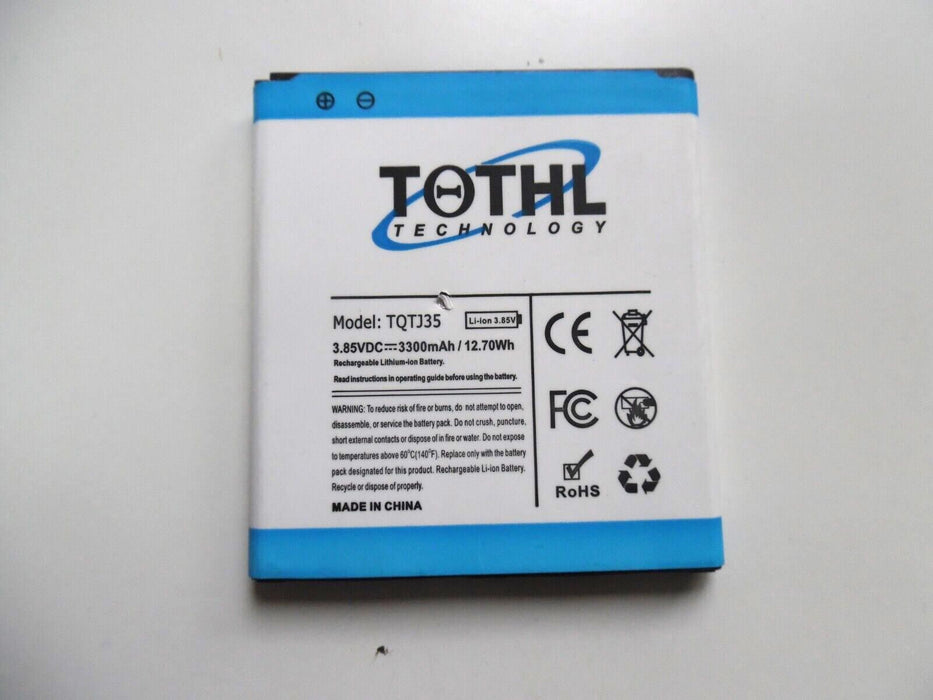 ⊕ ⊖
TOTHL
TECHNOLOGY
Model: TQTJ35
Li-ion 3.85V
3.85VDC⎓3300mAh / 12.70Wh
Rechargeable Lithium-ion Battery.
Read instructions in operating guide before using the battery.
WARNING: To reduce risk of fire or burns, do not attempt to open,
disassemble, or service the battery pack. Do not crush, puncture,
short external contacts or dispose of in fire or water. Do not expose
to temperatures above 60°C(140°F). Replace only with the battery
pack designated for this product. Rechargeable Li-ion Battery.
Recycle or dispose of properly.
MADE IN CHINA
CE
FC
RoHS